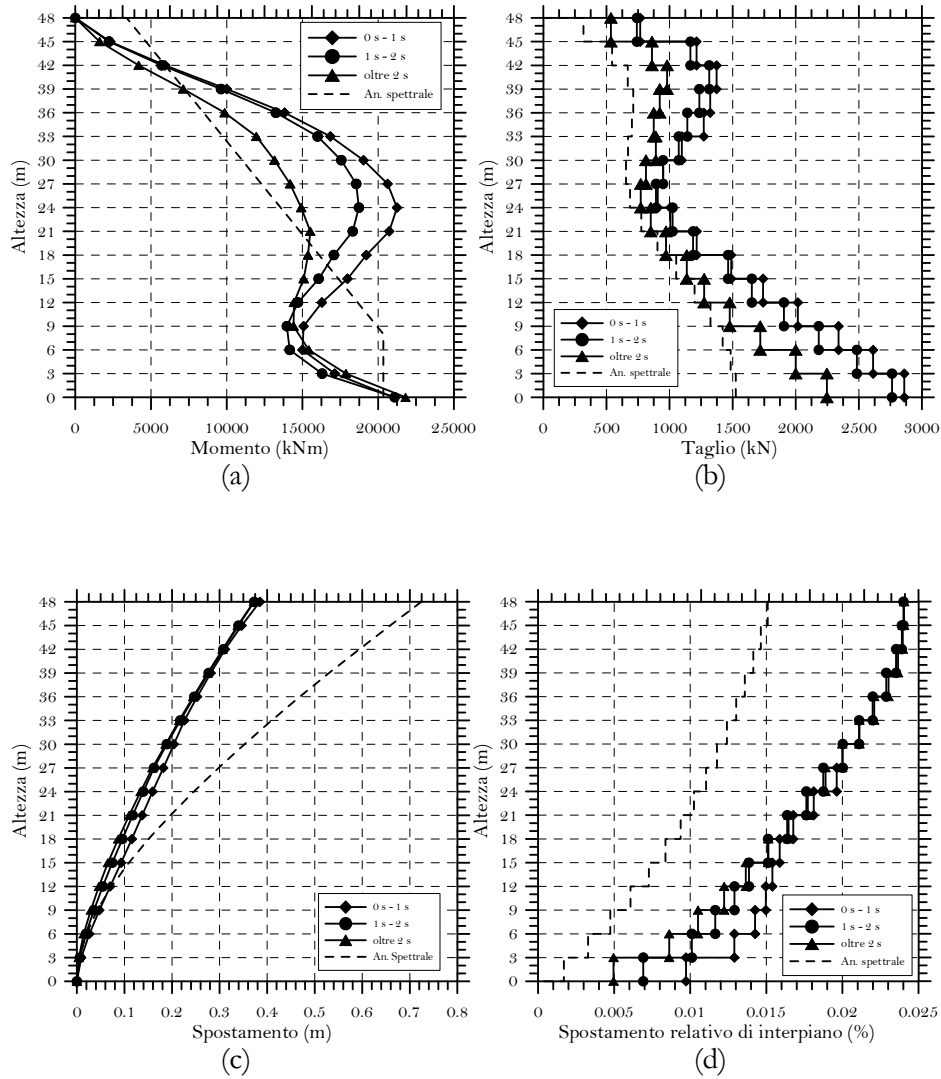 48
45
42
39
36
33
30
27
24
21
18
15
12
9
6
3
0
Altezza (m)
0 s - 1 s
1 s - 2 s
oltre 2 s
An. spettrale
0 5000 10000 15000 20000 25000
Momento (kNm)
(a)
48
45
42
39
36
33
30
27
24
21
18
15
12
9
6
3
0
Altezza (m)
0 s - 1 s
1 s - 2 s
oltre 2 s
An. spettrale
0 500 1000 1500 2000 2500 3000
Taglio (kN)
(b)
48
45
42
39
36
33
30
27
24
21
18
15
12
9
6
3
0
Altezza (m)
0 s - 1 s
1 s - 2 s
oltre 2 s
An. Spettrale
0 0.1 0.2 0.3 0.4 0.5 0.6 0.7 0.8
Spostamento (m)
(c)
48
45
42
39
36
33
30
27
24
21
18
15
12
9
6
3
0
Altezza (m)
0 s - 1 s
1 s - 2 s
oltre 2 s
An. spettrale
0 0.005 0.01 0.015 0.02 0.025
Spostamento relativo di interpiano (%)
(d)